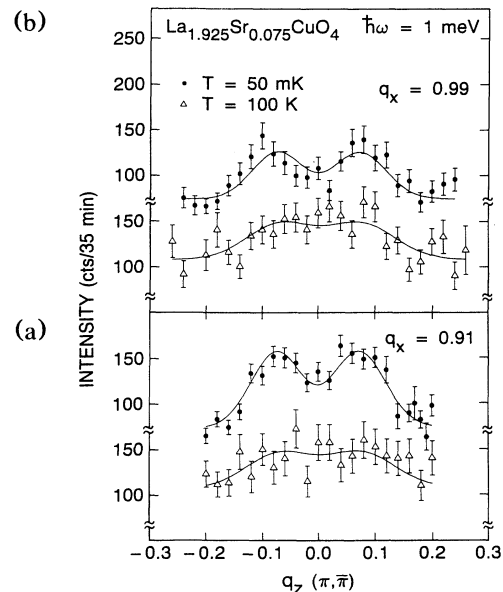 (b)
La1.925Sr0.075CuO4 ħω = 1 meV
• T = 50 mK
△ T = 100 K
qx = 0.99
250
200
150
100
150
100
(a)
INTENSITY (cts/35 min)
qx = 0.91
150
100
150
100
−0.3 −0.2 −0.1 0.0 0.1 0.2 0.3
qz (π,π̄)